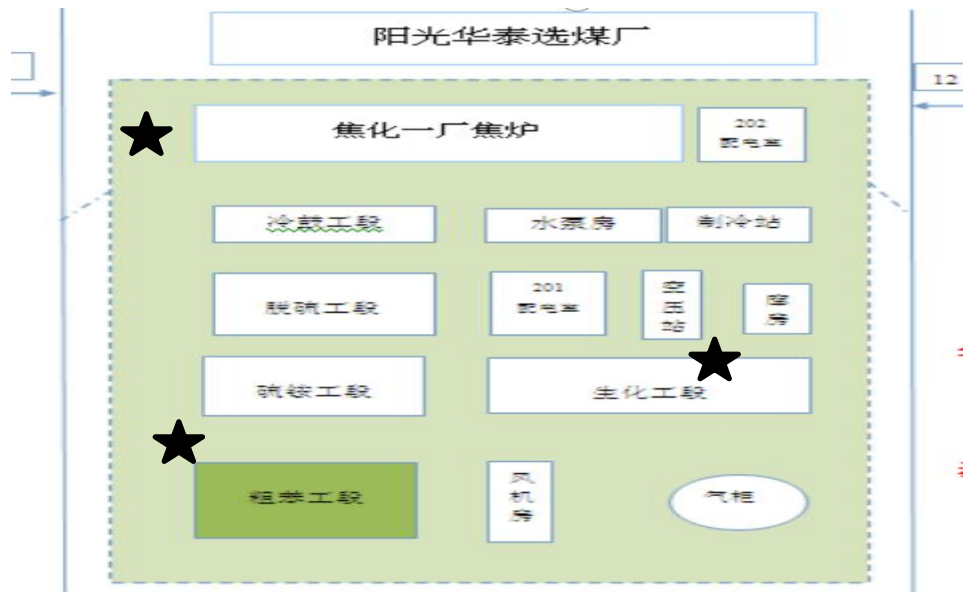 阳光华泰选煤厂
12
焦化一厂焦炉
202
配电室
冷鼓工段
水泵房
制冷站
脱硫工段
201
配电室
空
压
站
房
硫铵工段
生化工段
粗苯工段
风
机
房
气柜